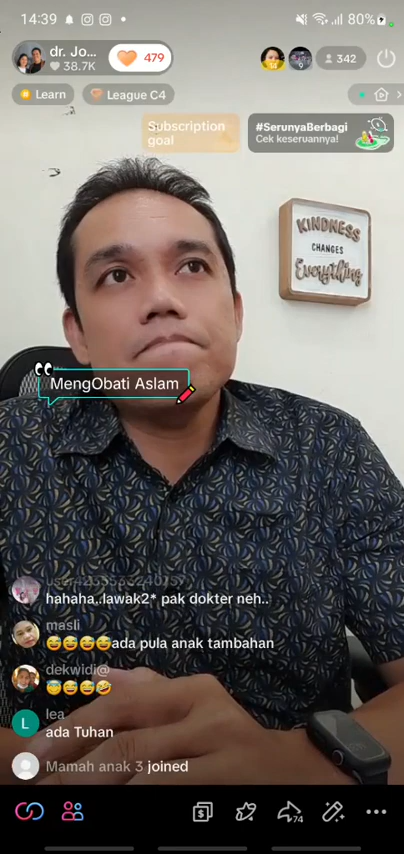 14:39
80%
dr. Jo...
38.7K
479
9
342
Learn
League C4
Subscription
goal
#SerunyaBerbagi
Cek keseruannya!
KINDNESS
CHANGES
Everything
MengObati Aslam
hahaha..lawak2* pak dokter neh..
masli
😅😅😅😅ada pula anak tambahan
dekwidi@
😇😅😅🤣
L
lea
ada Tuhan
Mamah anak 3 joined
74